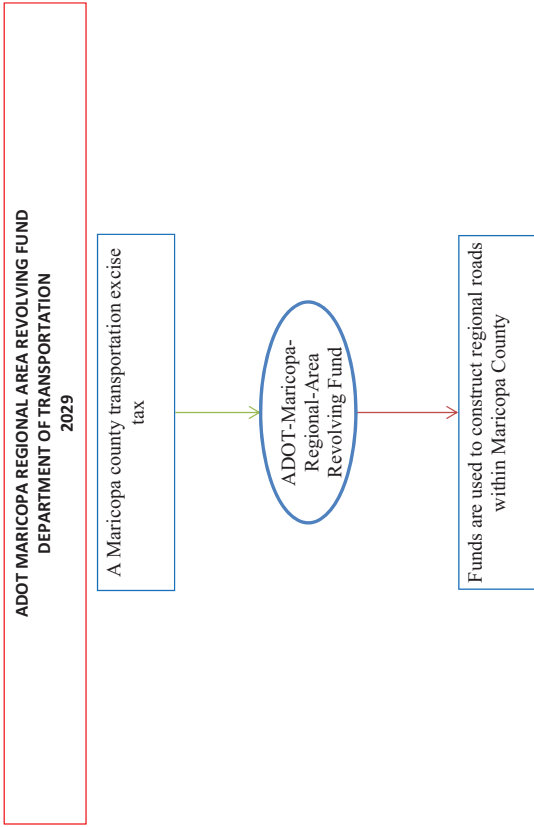 ADOT MARICOPA REGIONAL AREA REVOLVING FUND
DEPARTMENT OF TRANSPORTATION
2029
A Maricopa county transportation excise
tax
ADOT-Maricopa-
Regional-Area
Revolving Fund
Funds are used to construct regional roads
within Maricopa County